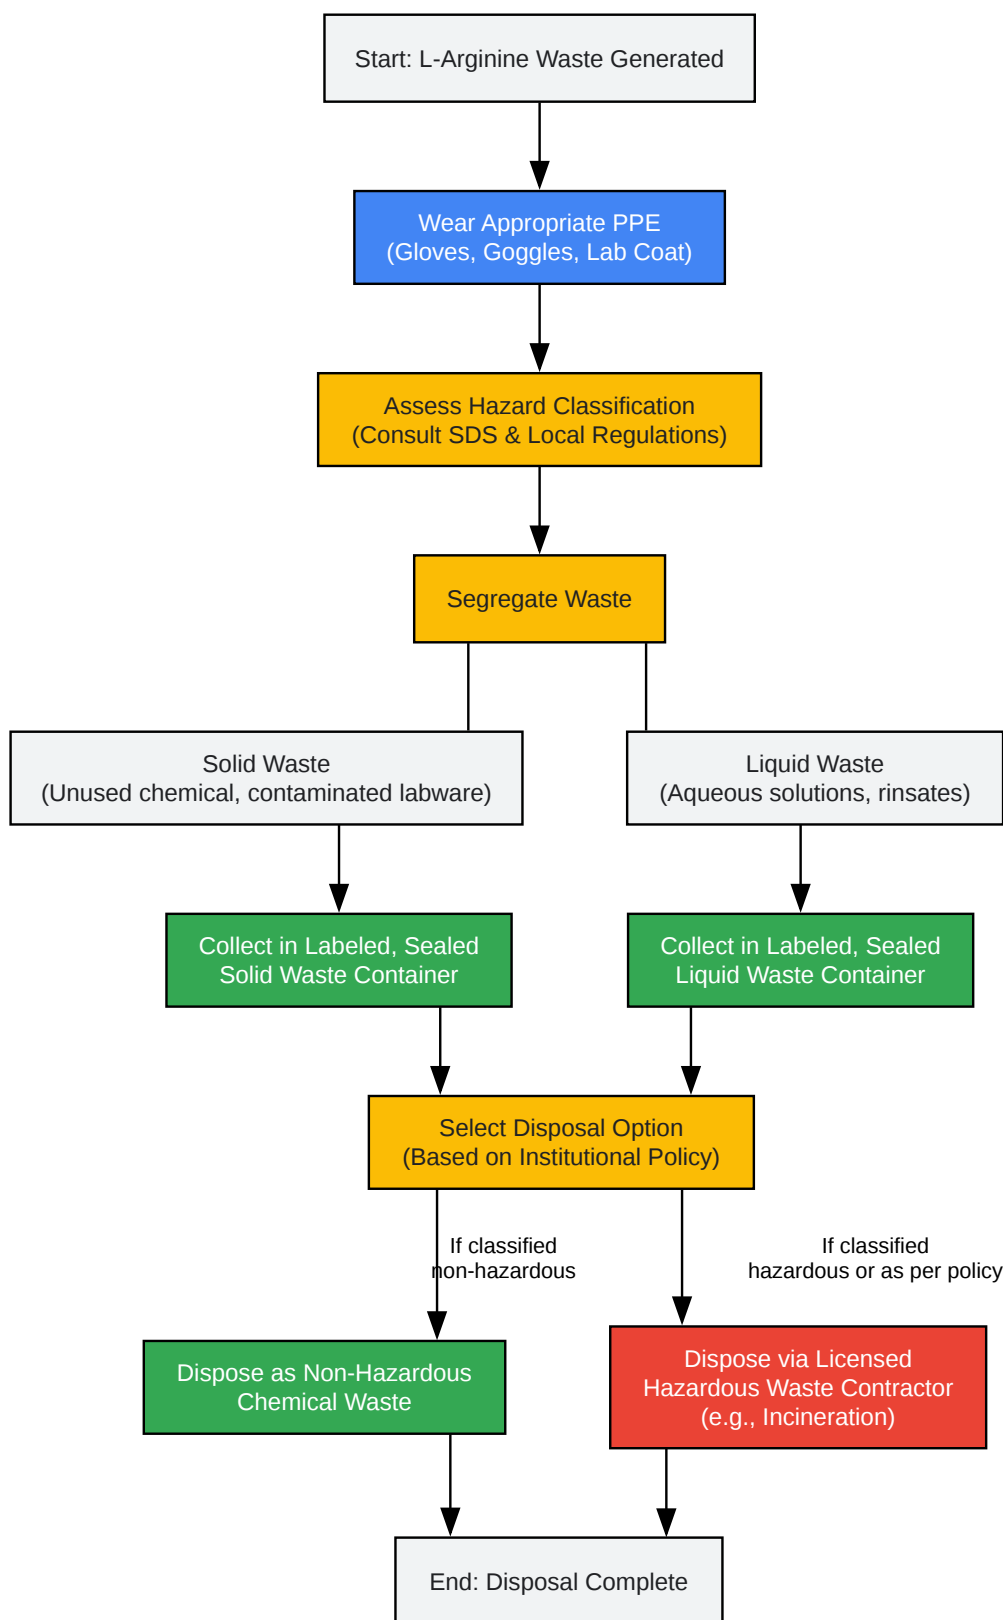 Start: L-Arginine Waste Generated
Wear Appropriate PPE
(Gloves, Goggles, Lab Coat)
Assess Hazard Classification
(Consult SDS & Local Regulations)
Segregate Waste
Solid Waste
(Unused chemical, contaminated labware)
Liquid Waste
(Aqueous solutions, rinsates)
Collect in Labeled, Sealed
Solid Waste Container
Collect in Labeled, Sealed
Liquid Waste Container
Select Disposal Option
(Based on Institutional Policy)
If classified
non-hazardous
If classified
hazardous or as per policy
Dispose as Non-Hazardous
Chemical Waste
Dispose via Licensed
Hazardous Waste Contractor
(e.g., Incineration)
End: Disposal Complete